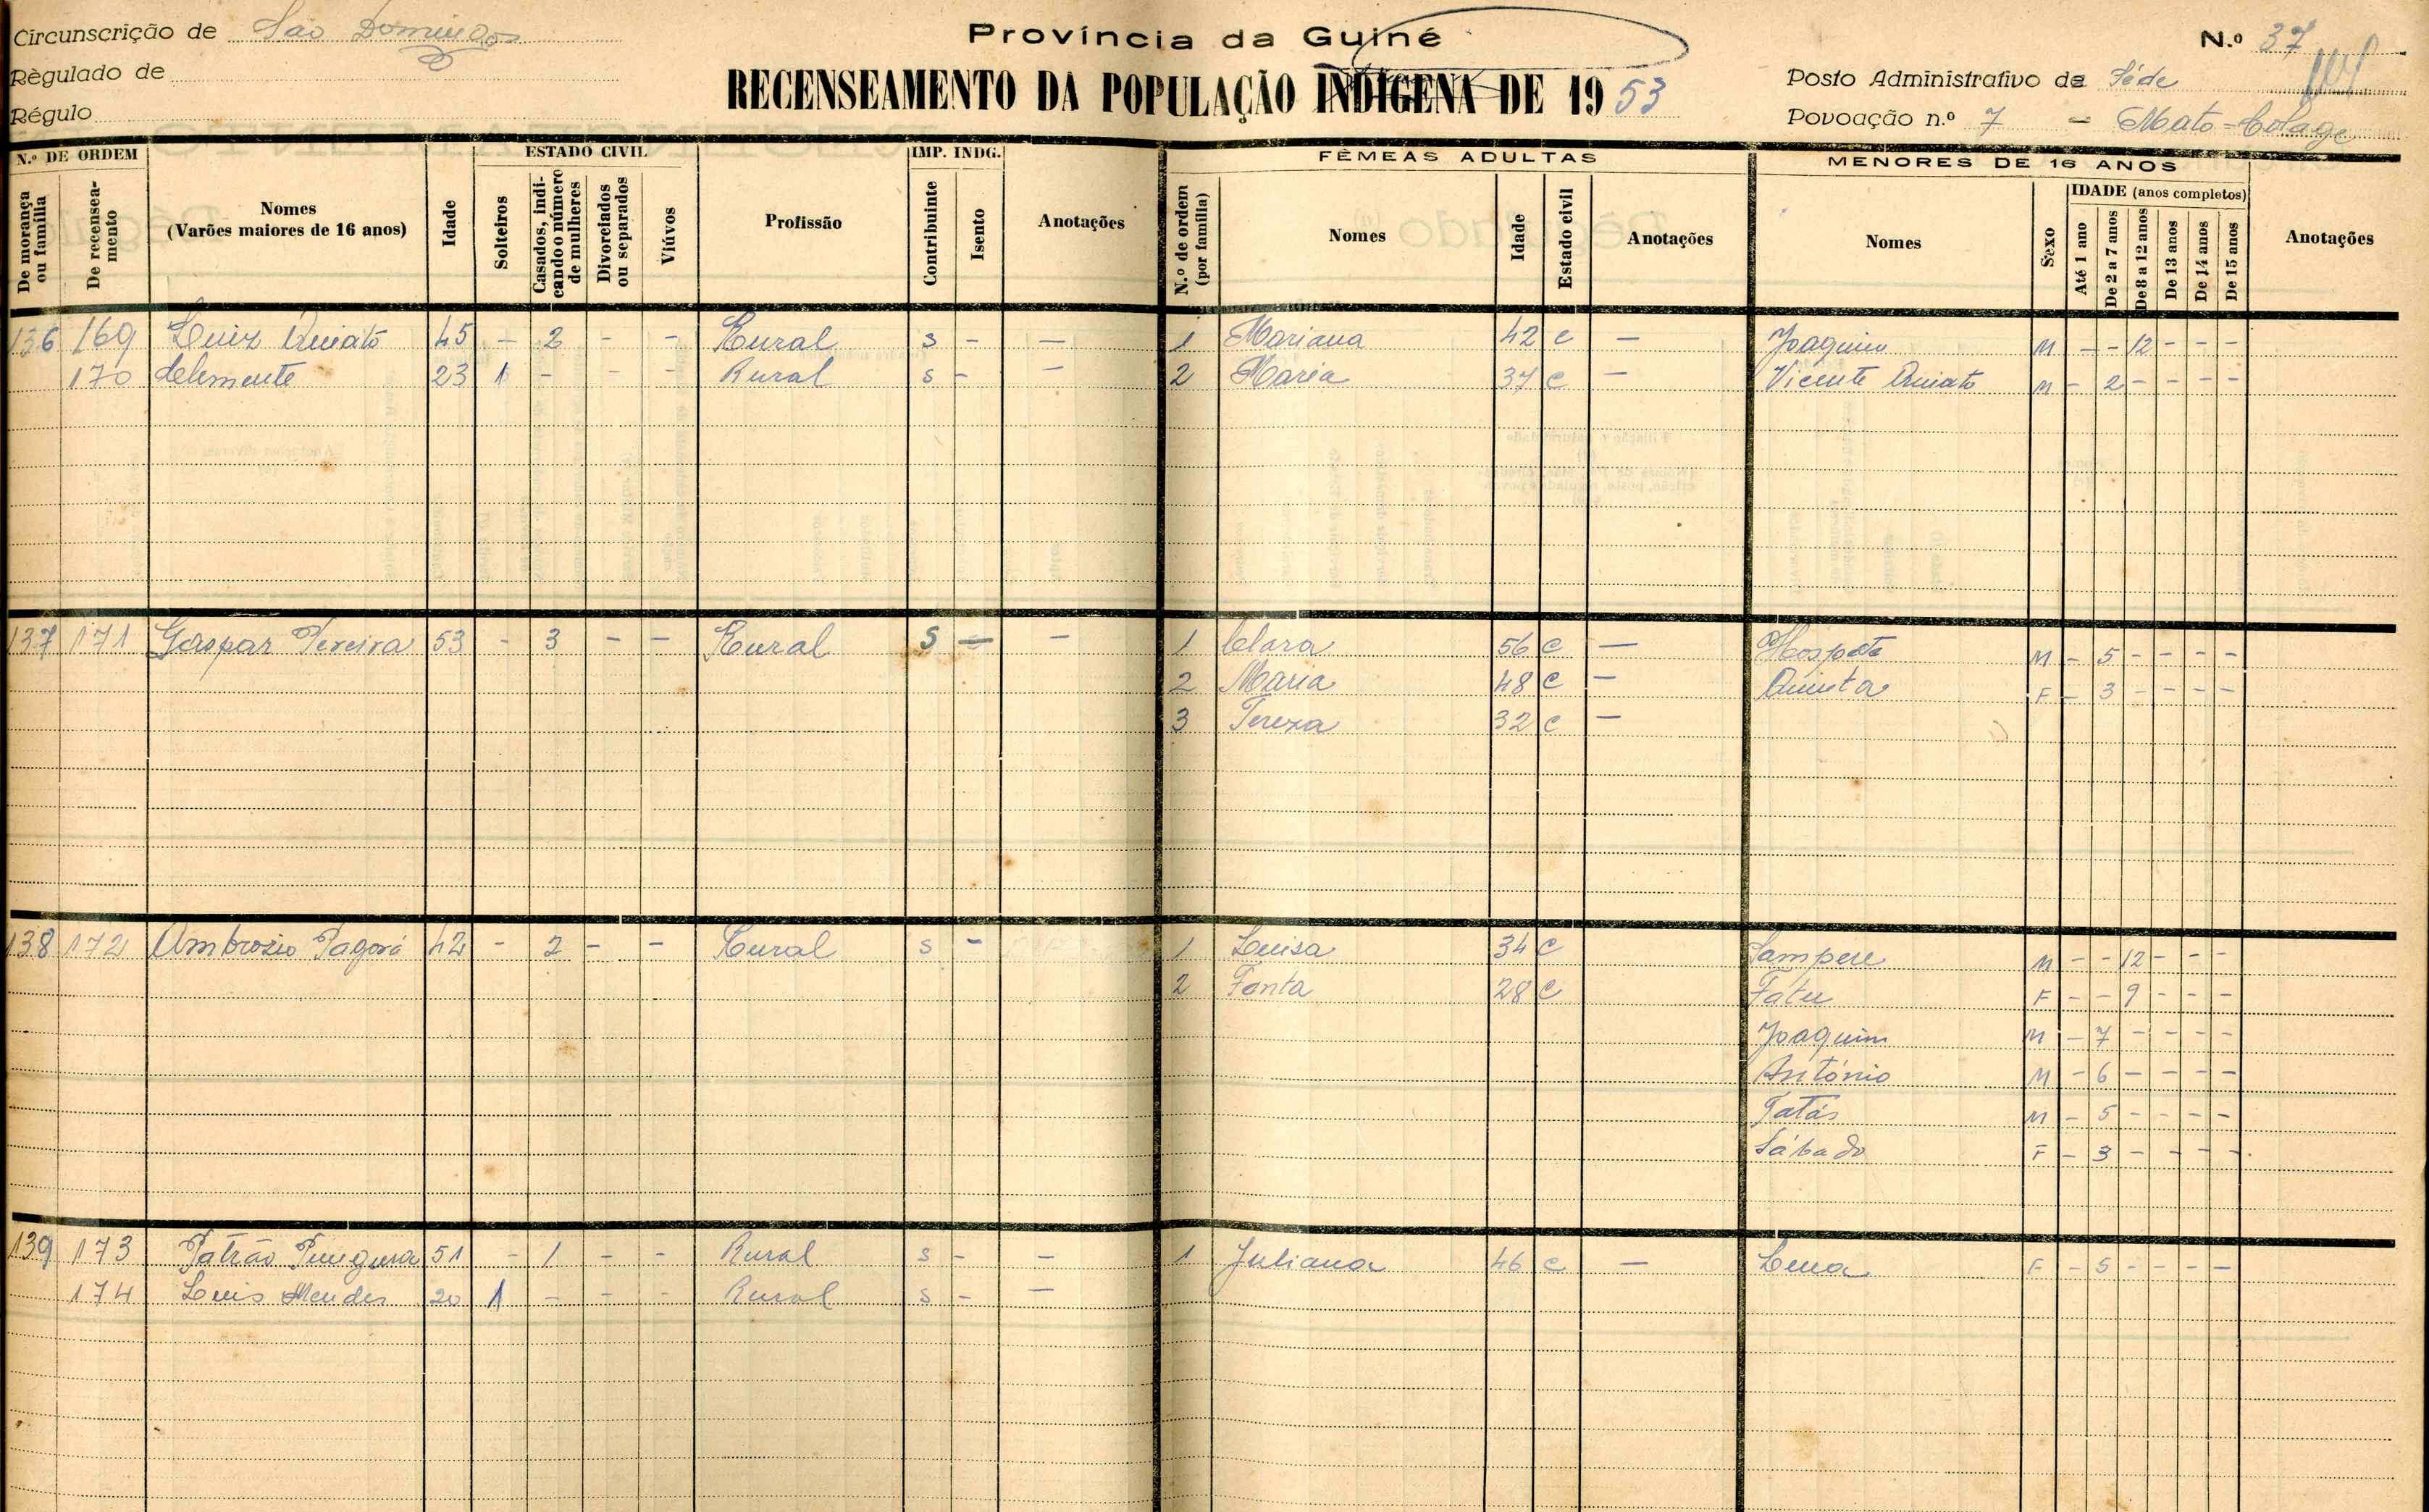 Circunscrição de São Domingos
Règulado de
Régulo
Província da Guiné
RECENSEAMENTO DA POPULAÇÃO INDÍGENA DE 1953
N.º 37
Posto Administrativo de Séde
Povoação n.º 7 - Mato-Colage
N.º DE ORDEM
De morança ou família
De recenseamento
Nomes
(Varões maiores de 16 anos)
Idade
ESTADO CIVIL
Solteiros
Casados, indicando o número de mulheres
Divorciados ou separados
Viúvos
Profissão
IMP. INDG.
Contribuinte
Isento
Anotações
FÊMEAS ADULTAS
N.º de ordem (por família)
Nomes
Idade
Estado civil
Anotações
MENORES DE 16 ANOS
Nomes
Sexo
IDADE (anos completos)
Até 1 ano
De 2 a 7 anos
De 8 a 12 anos
De 13 anos
De 14 anos
De 15 anos
Anotações
136 169 Luiz 45 - 2 - - Rural S - - 1 Mariana 42 C - Joaquim M - - 12 - - -
170 Clemente 23 1 - - - Rural S - - 2 Maria 37 C - Vicente M - 2 - - - -
137 171 Gaspar Pereira 53 - 3 - - Rural S - - 1 Clara 56 C - M - 5 - - - -
2 Maria 48 C - Quinta F - 3 - - - -
3 Tereza 32 C -
138 172 Ambrozio 42 - 2 - - Rural S - 1 Luisa 34 C Sampere M - - 12 - - -
2 Fanta 28 C Fatu F - - 9 - - -
Joaquim M - 7 - - - -
António M - 6 - - - -
Tatás M - 5 - - - -
Sábado F - 3 - - - -
139 173 Patrão 51 - 1 - - Rural S - - 1 Juliana 46 C - F - 5 - - - -
174 Luis Mendes 20 1 - - - Rural S - -